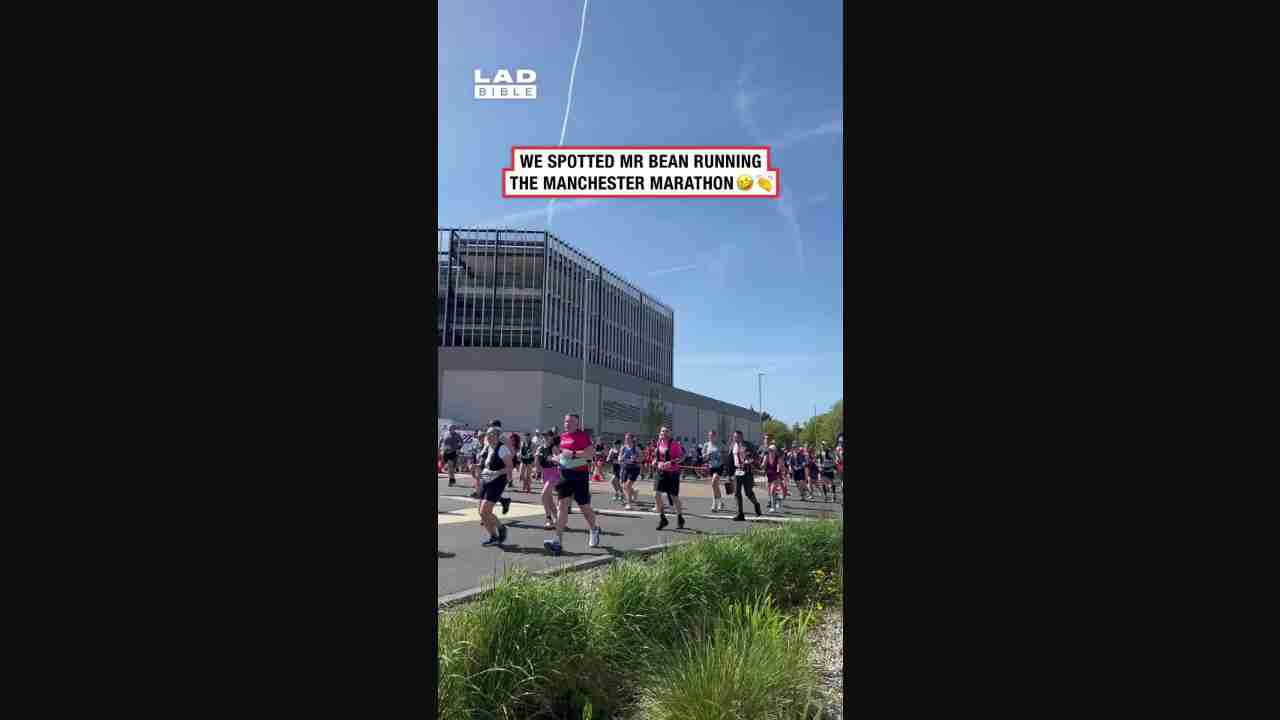 LAD
BIBLE
WE SPOTTED MR BEAN RUNNING
THE MANCHESTER MARATHON🤣👏